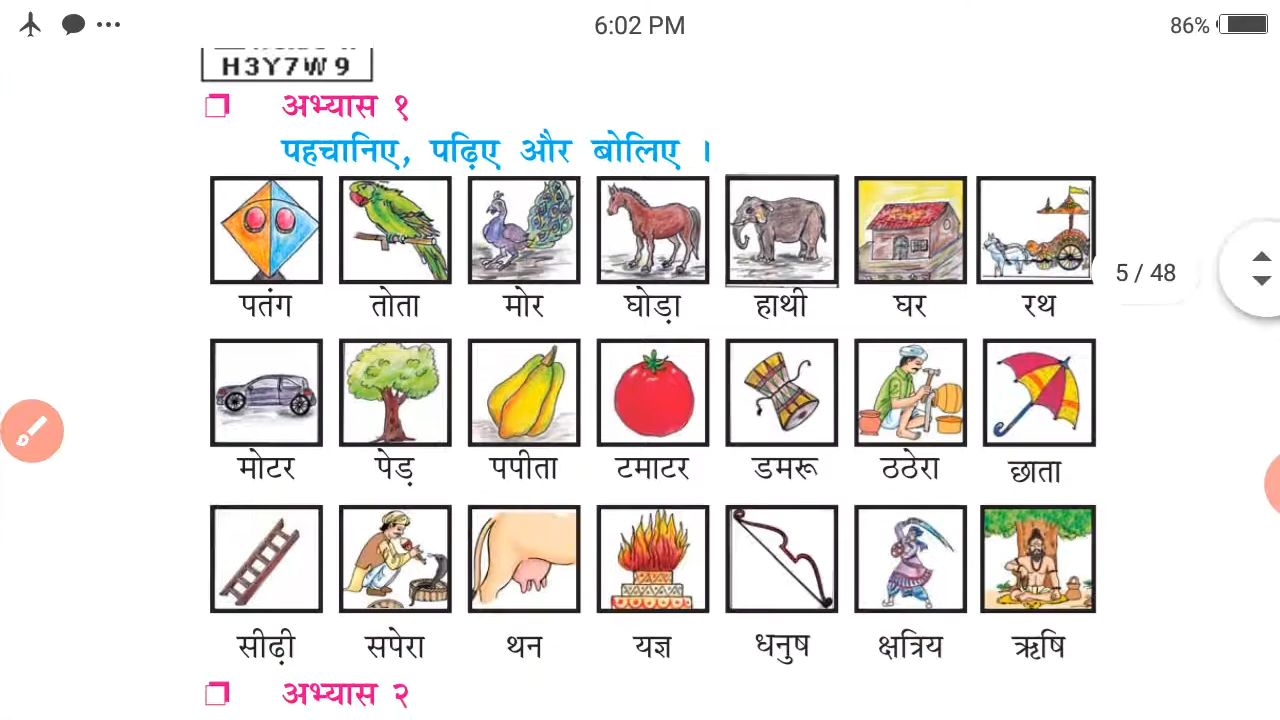 6:02 PM
86%
H3Y7W9
अभ्यास १
पहचानिए, पढ़िए और बोलिए ।
पतंग तोता मोर घोड़ा हाथी घर रथ
5 / 48
मोटर पेड़ पपीता टमाटर डमरू ठठेरा छाता
सीढ़ी सपेरा थन यज्ञ धनुष क्षत्रिय ऋषि
अभ्यास २